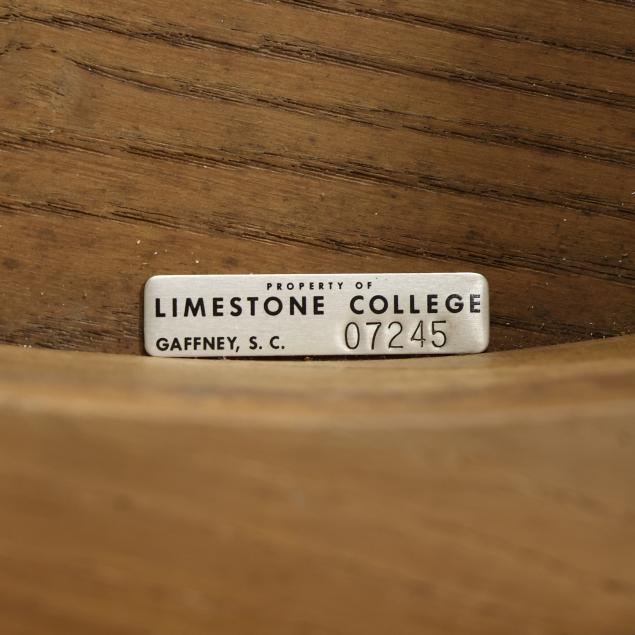 PROPERTY OF
LIMESTONE COLLEGE
GAFFNEY, S. C. 07245